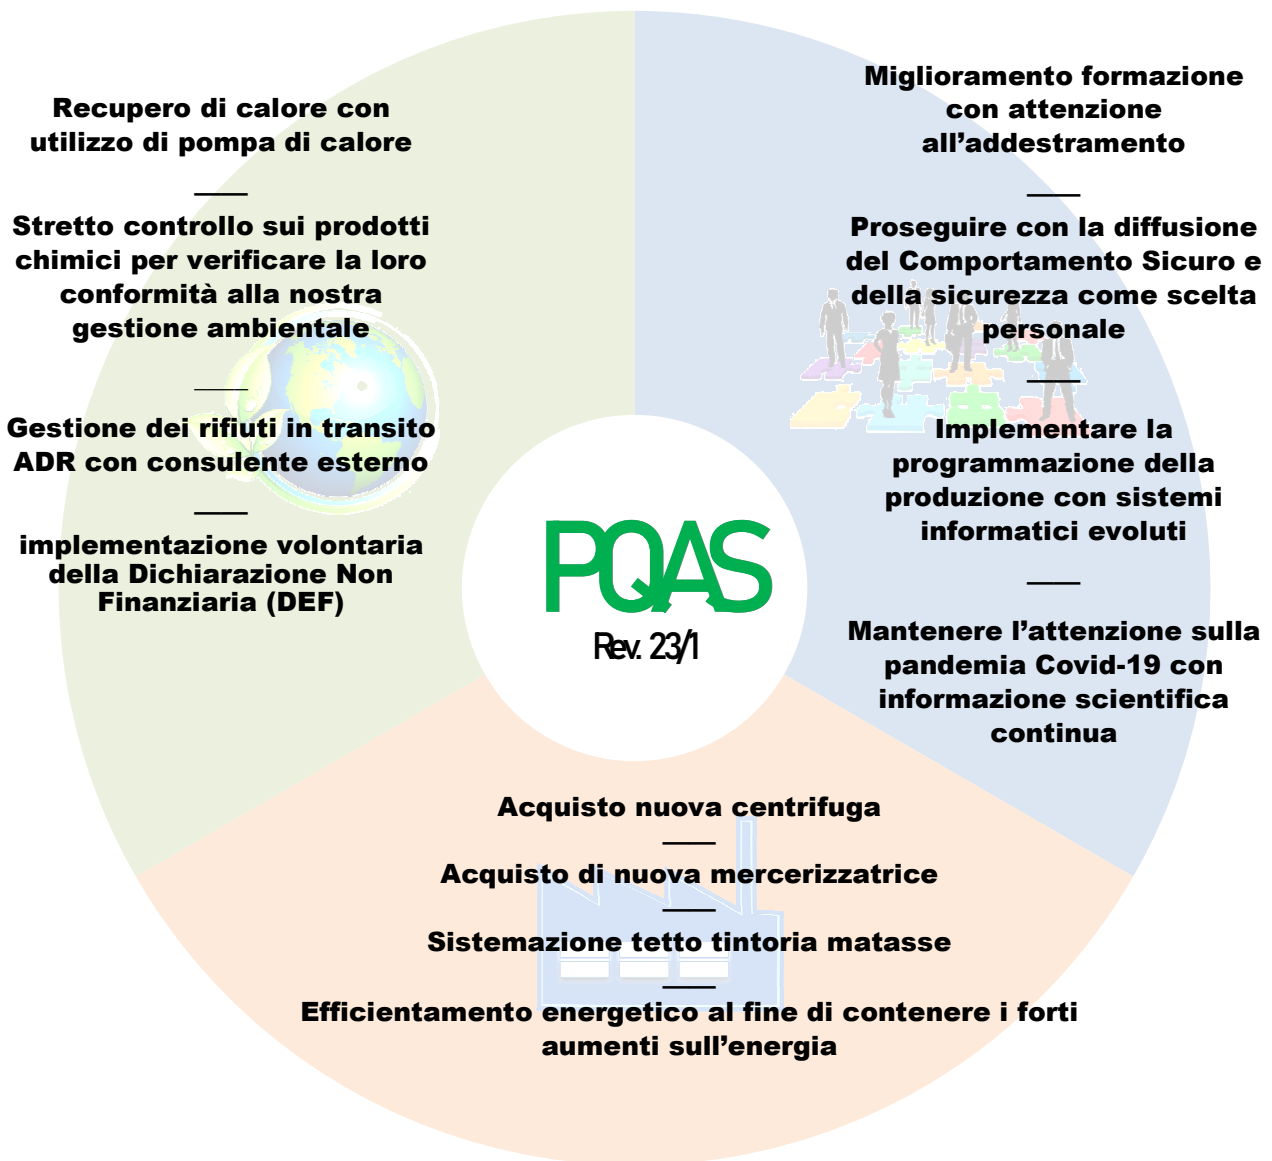 Recupero di calore con
utilizzo di pompa di calore
Stretto controllo sui prodotti
chimici per verificare la loro
conformità alla nostra
gestione ambientale
Gestione dei rifiuti in transito
ADR con consulente esterno
implementazione volontaria
della Dichiarazione Non
Finanziaria (DEF)
Miglioramento formazione
con attenzione
all’addestramento
Proseguire con la diffusione
del Comportamento Sicuro e
della sicurezza come scelta
personale
Implementare la
programmazione della
produzione con sistemi
informatici evoluti
Mantenere l’attenzione sulla
pandemia Covid-19 con
informazione scientifica
continua
PQAS
Rev. 23/1
Acquisto nuova centrifuga
Acquisto di nuova mercerizzatrice
Sistemazione tetto tintoria matasse
Efficientamento energetico al fine di contenere i forti
aumenti sull’energia